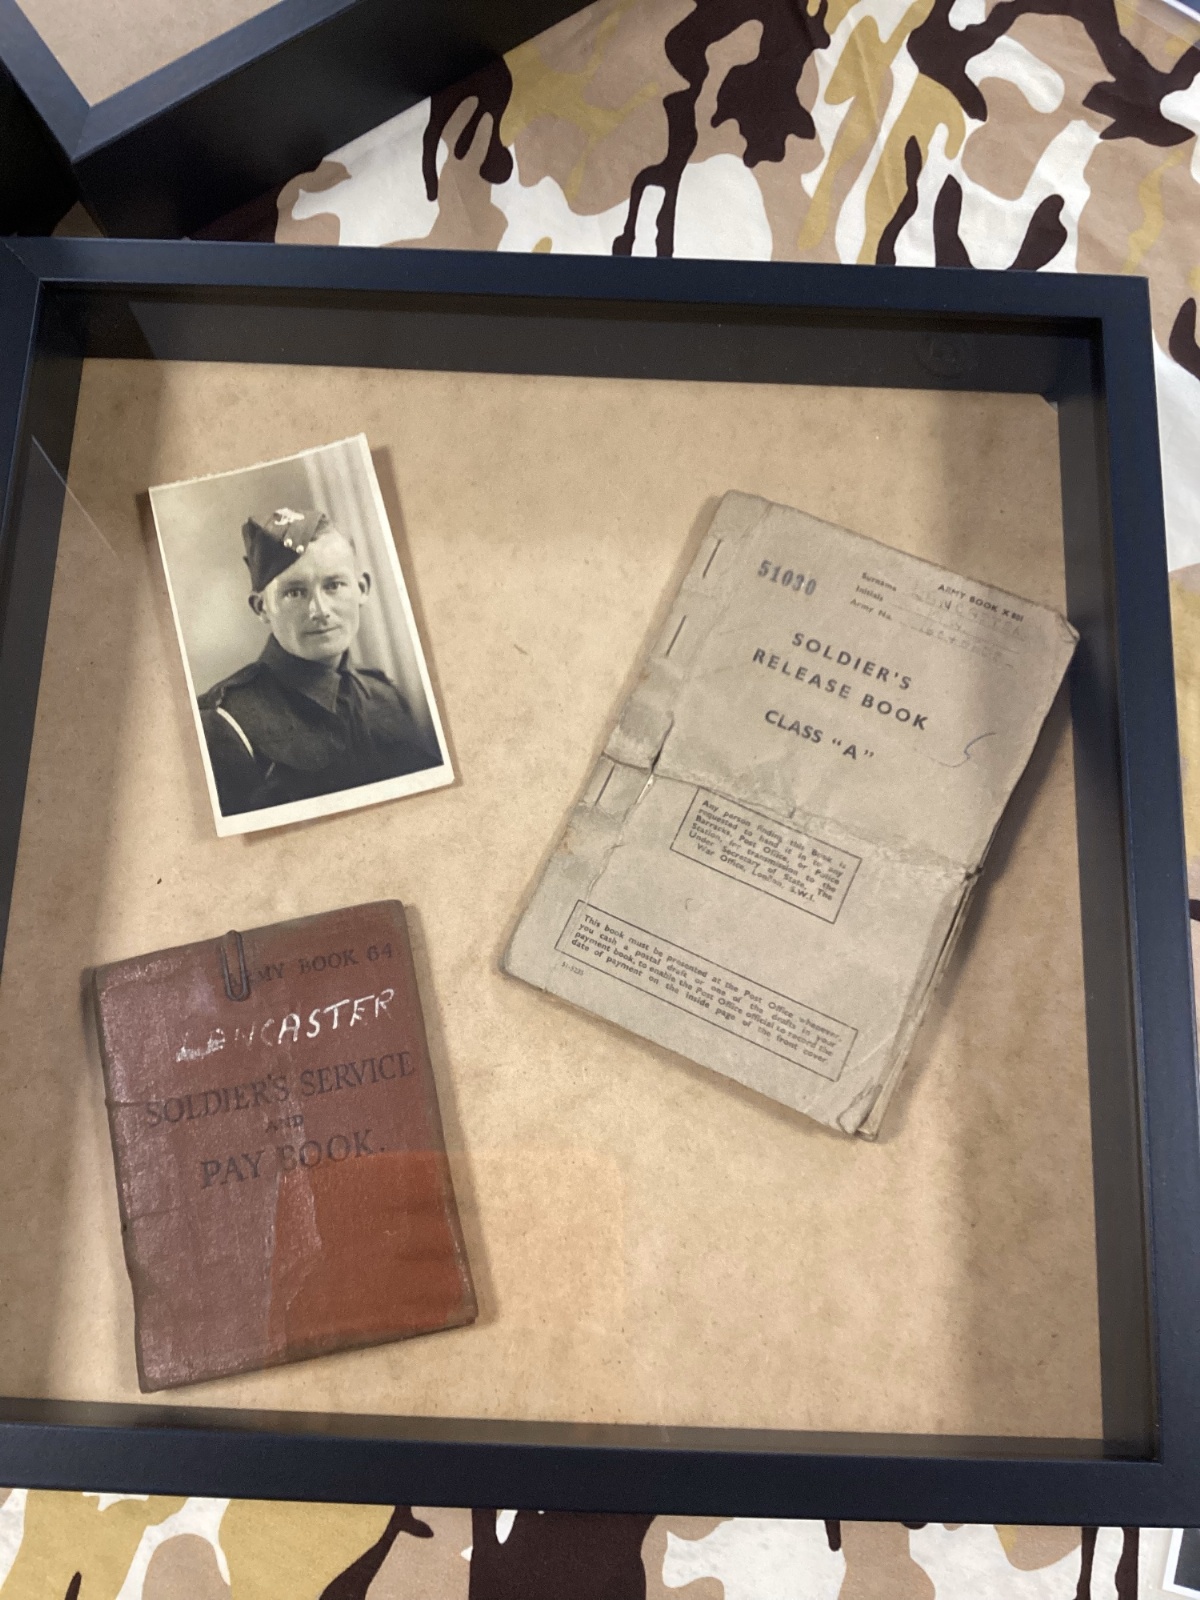 51030
ARMY BOOK X 801
Surname
Initials
Army No.
SOLDIER'S
RELEASE BOOK
CLASS "A"
Any person finding this Book is
requested to hand it in to any
Barracks, Post Office, or Police
Station, for transmission to the
Under Secretary of State, The
War Office, London, S.W.1.
This book must be presented at the Post Office whenever
you cash a postal draft or one of the drafts in your
payment book, to enable the Post Office official to record the
date of payment on the inside page of the front cover.
BOOK 64
LANCASTER
SOLDIER'S SERVICE
AND
PAY BOOK.